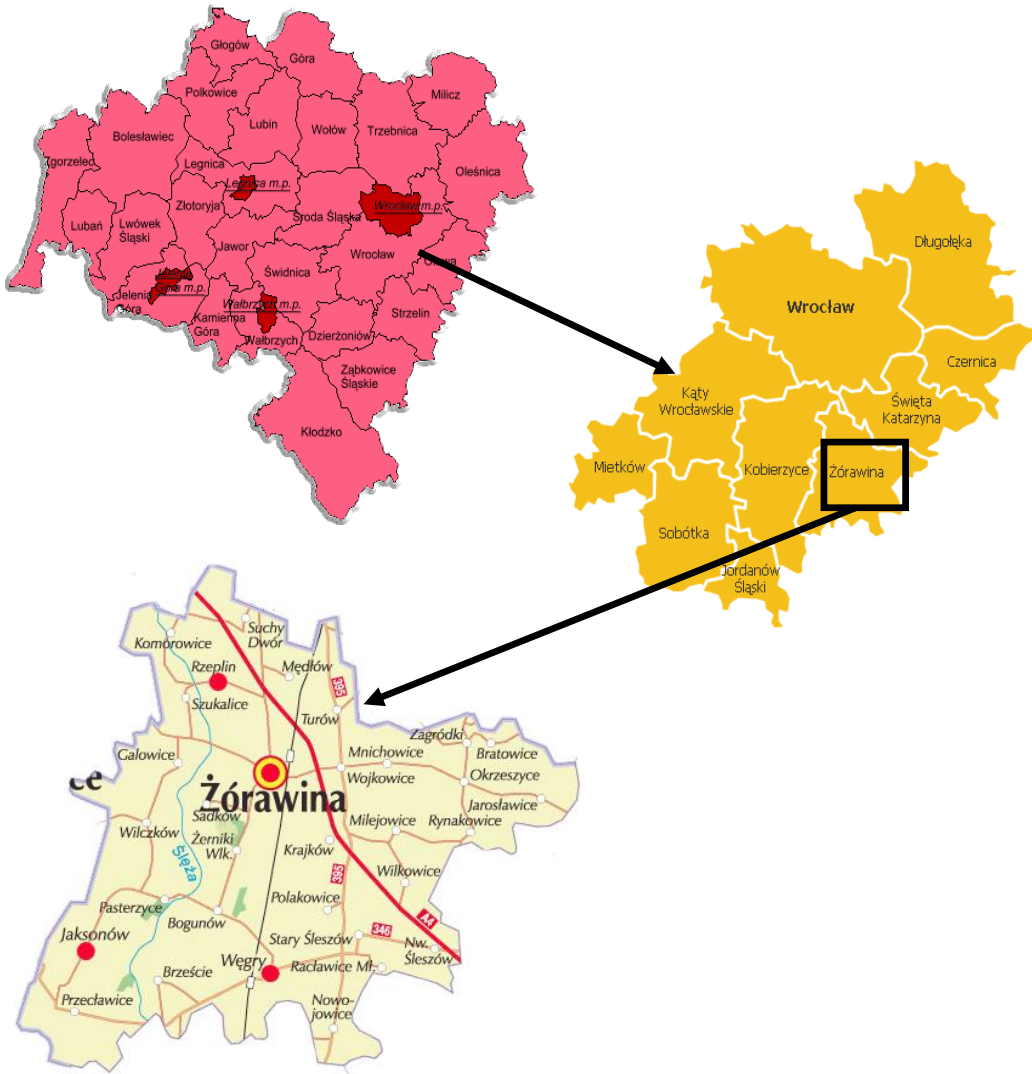 Głogów
Góra
Polkowice
Milicz
Lubin
Wołów
Trzebnica
Bolesławiec
Zgorzelec
Legnica
Oleśnica
Legnica m.p.
Złotoryja
Wrocław m.p.
Środa Śląska
Lubań
Lwówek
Śląski
Jawor
Wrocław
Świdnica
Góra m.p.
Jelenia
Góra
Wałbrzych m.p.
Kamienna
Góra
Strzelin
Dzierżoniów
Wałbrzych
Ząbkowice
Śląskie
Kłodzko
Długołęka
Wrocław
Czernica
Kąty
Wrocławskie
Święta
Katarzyna
Mietków
Kobierzyce
Żórawina
Sobótka
Jordanów
Śląski
Suchy
Dwór
Komorowice
Rzeplin
Mędłów
395
Szukalice
Turów
Zagródki
Galowice
Mnichowice
Bratowice
Wojkowice
Okrzeszyce
ce
Żórawina
Jarosławice
Sadków
Milejowice
Rynakowice
Wilczków
Żerniki
Wlk.
Krajków
Ślęża
395
Wilkowice
Polakowice
Pasterzyce
Bogunów
A4
346
Jaksonów
Stary Śleszów
Nw.
Śleszów
Węgry
Racławice Mł.
Brzeście
Przecławice
Nowo-
jowice